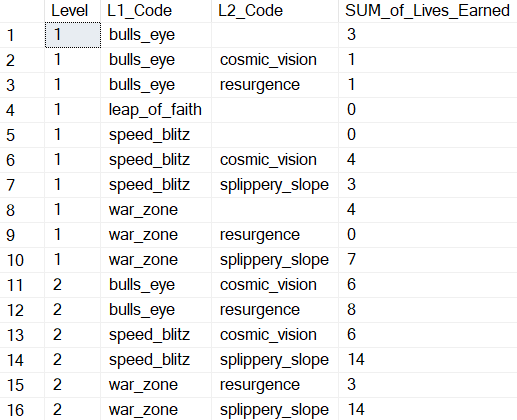 Level L1_Code L2_Code SUM_of_Lives_Earned
1 1 bulls_eye 3
2 1 bulls_eye cosmic_vision 1
3 1 bulls_eye resurgence 1
4 1 leap_of_faith 0
5 1 speed_blitz 0
6 1 speed_blitz cosmic_vision 4
7 1 speed_blitz splippery_slope 3
8 1 war_zone 4
9 1 war_zone resurgence 0
10 1 war_zone splippery_slope 7
11 2 bulls_eye cosmic_vision 6
12 2 bulls_eye resurgence 8
13 2 speed_blitz cosmic_vision 6
14 2 speed_blitz splippery_slope 14
15 2 war_zone resurgence 3
16 2 war_zone splippery_slope 14